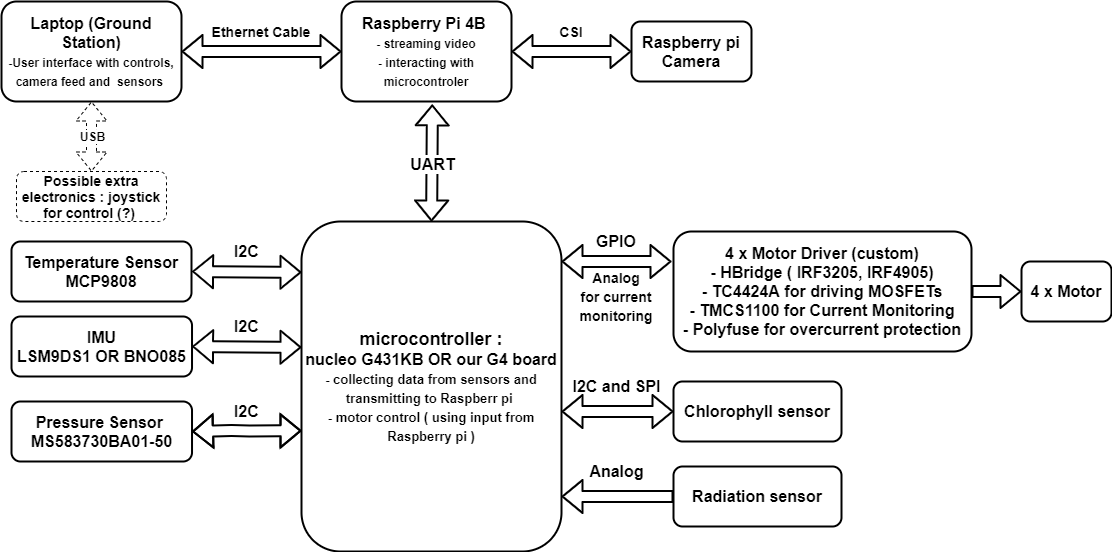 Laptop (Ground
Station)
-User interface with controls,
camera feed and sensors
Ethernet Cable
Raspberry Pi 4B
- streaming video
- interacting with
microcontroler
CSI
Raspberry pi
Camera
USB
Possible extra
electronics : joystick
for control (?)
UART
Temperature Sensor
MCP9808
I2C
IMU
LSM9DS1 OR BNO085
I2C
Pressure Sensor
MS583730BA01-50
I2C
microcontroller :
nucleo G431KB OR our G4 board
- collecting data from sensors and
transmitting to Raspberr pi
- motor control ( using input from
Raspberry pi )
GPIO
Analog
for current
monitoring
4 x Motor Driver (custom)
- HBridge ( IRF3205, IRF4905)
- TC4424A for driving MOSFETs
- TMCS1100 for Current Monitoring
- Polyfuse for overcurrent protection
4 x Motor
I2C and SPI
Chlorophyll sensor
Analog
Radiation sensor